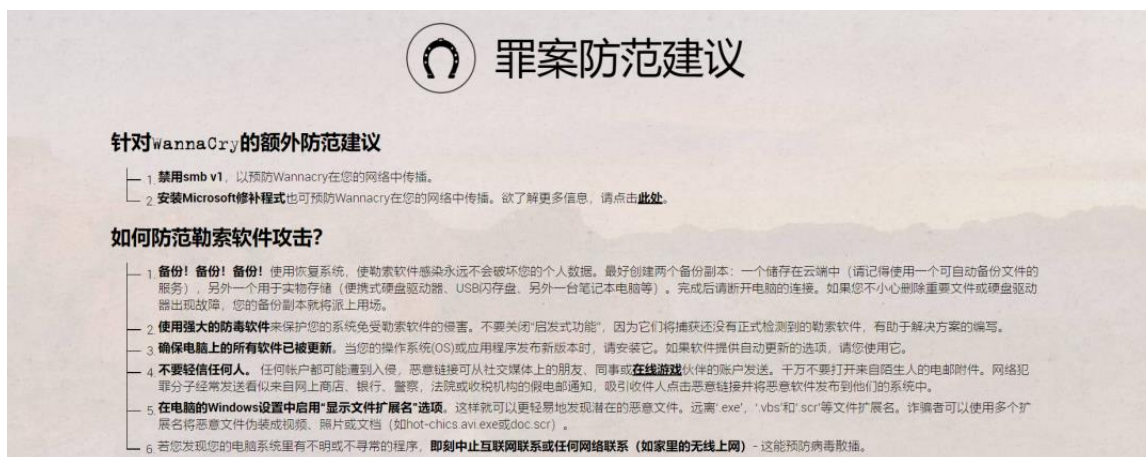 罪案防范建议
针对WannaCry的额外防范建议
1. 禁用smb v1，以预防Wannacry在您的网络中传播。
2. 安装Microsoft修补程式也可预防Wannacry在您的网络中传播。欲了解更多信息，请点击此处。
如何防范勒索软件攻击？
1. 备份！备份！备份！使用恢复系统，使勒索软件感染永远不会破坏您的个人数据。最好创建两个备份副本：一个储存在云端中（请记得使用一个可自动备份文件的
服务），另外一个用于实物存储（便携式硬盘驱动器、USB闪存盘、另外一台笔记本电脑等）。完成后请断开电脑的连接。如果您不小心删除重要文件或硬盘驱动
器出现故障，您的备份副本就将派上用场。
2. 使用强大的防毒软件来保护您的系统免受勒索软件的侵害。不要关闭“启发式功能”，因为它们将捕获还没有正式检测到的勒索软件，有助于解决方案的编写。
3. 确保电脑上的所有软件已被更新。当您的操作系统(OS)或应用程序发布新版本时，请安装它。如果软件提供自动更新的选项，请您使用它。
4. 不要轻信任何人。 任何帐户都可能遭到入侵，恶意链接可从社交媒体上的朋友、同事或在线游戏伙伴的账户发送。千万不要打开来自陌生人的电邮附件。网络犯
罪分子经常发送看似来自网上商店、银行、警察，法院或收税机构的假电邮通知，吸引收件人点击恶意链接并将恶意软件发布到他们的系统中。
5. 在电脑的Windows设置中启用“显示文件扩展名”选项。这样就可以更轻易地发现潜在的恶意文件。远离‘.exe’，‘.vbs’和‘.scr’等文件扩展名。诈骗者可以使用多个扩
展名将恶意文件伪装成视频、照片或文档（如hot-chics.avi.exe或doc.scr）。
6. 若您发现您的电脑系统里有不明或不寻常的程序，即刻中止互联网联系或任何网络联系（如家里的无线上网）- 这能预防病毒散播。